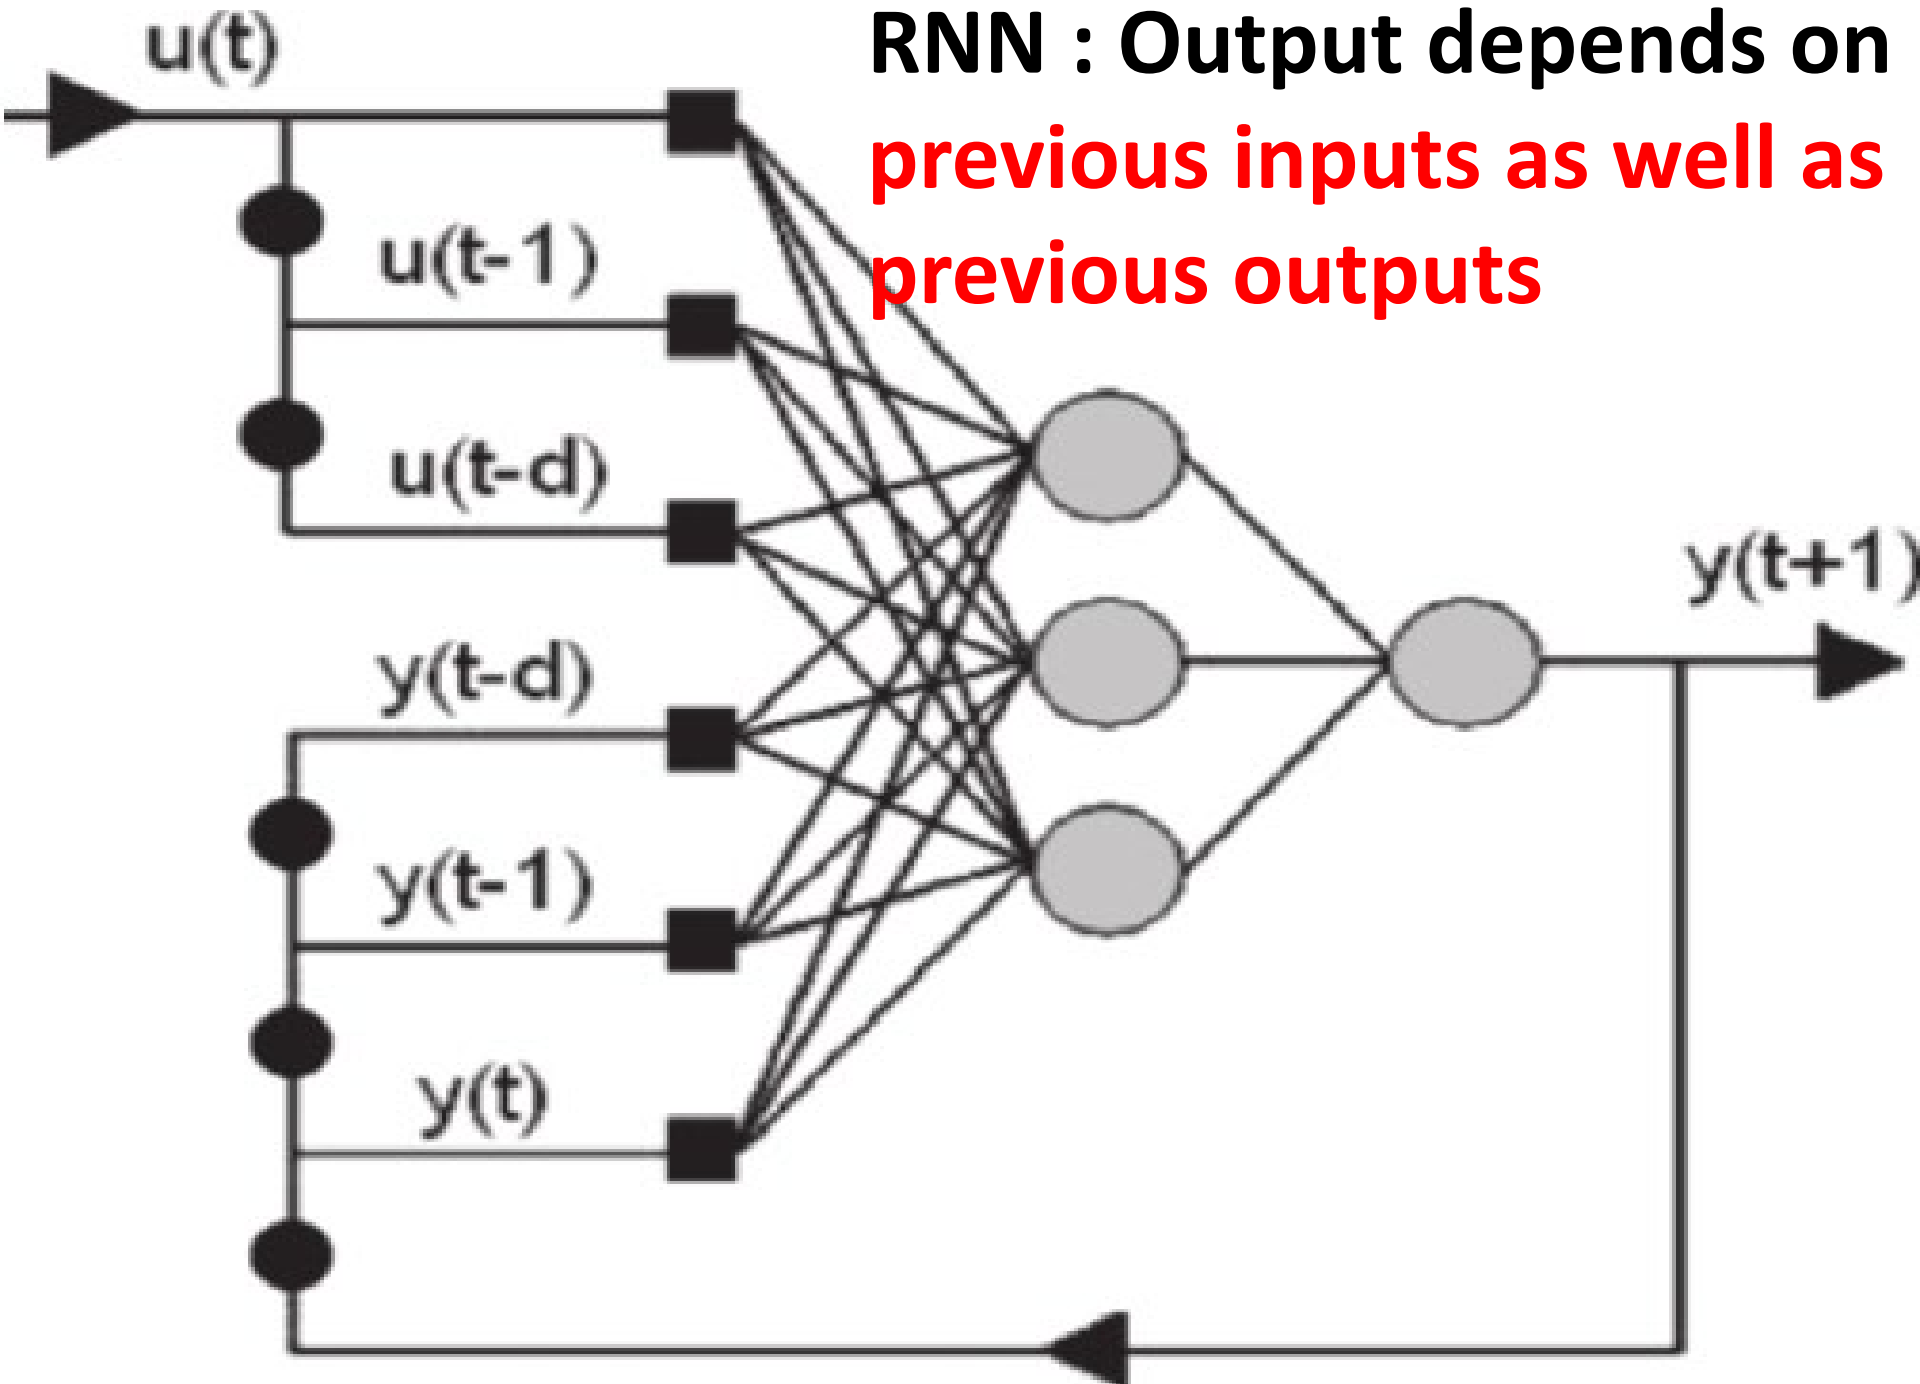 u(t)
RNN : Output depends on
previous inputs as well as
previous outputs
u(t-1)
u(t-d)
y(t+1)
y(t-d)
y(t-1)
y(t)